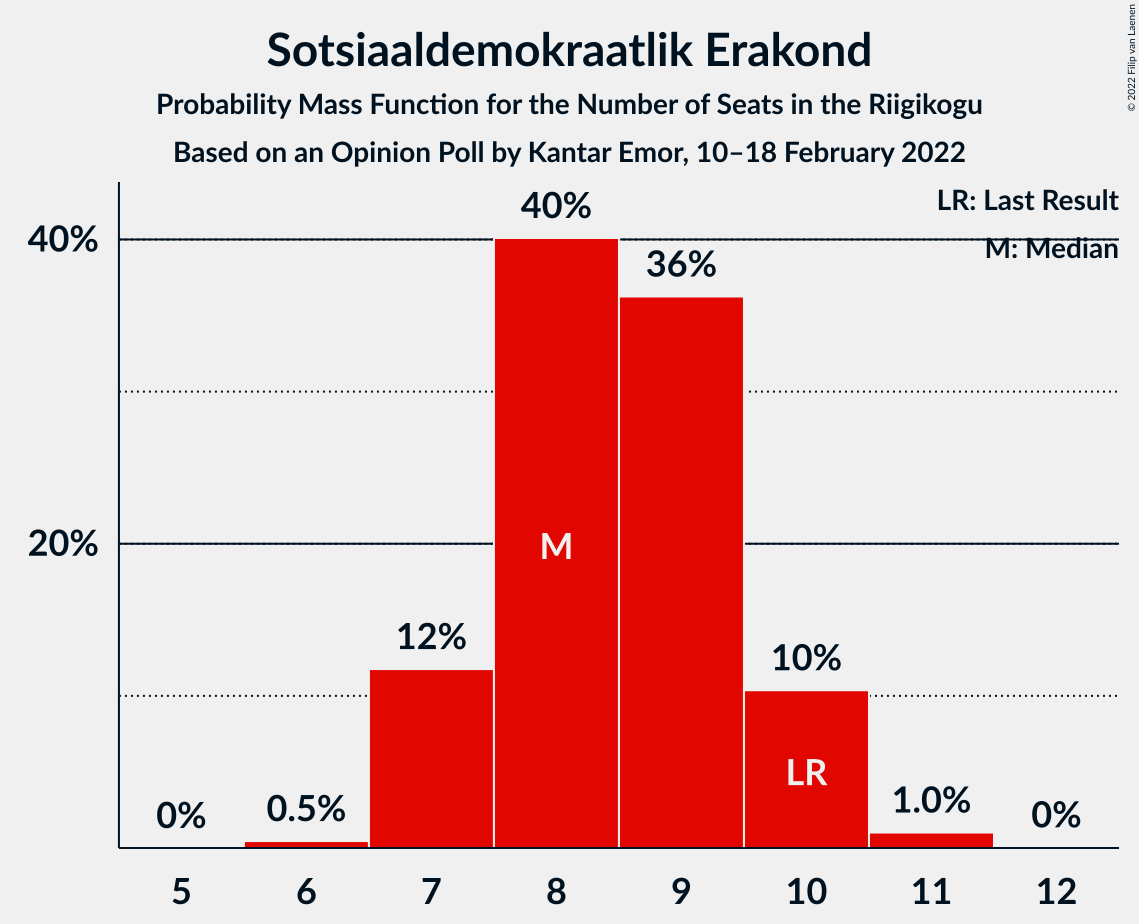 Sotsiaaldemokraatlik Erakond
Probability Mass Function for the Number of Seats in the Riigikogu
Based on an Opinion Poll by Kantar Emor, 10–18 February 2022
© 2022 Filip van Laenen
LR: Last Result
M: Median
40%
20%
0%
0.5%
12%
40%
36%
10%
1.0%
0%
M
LR
5
6
7
8
9
10
11
12